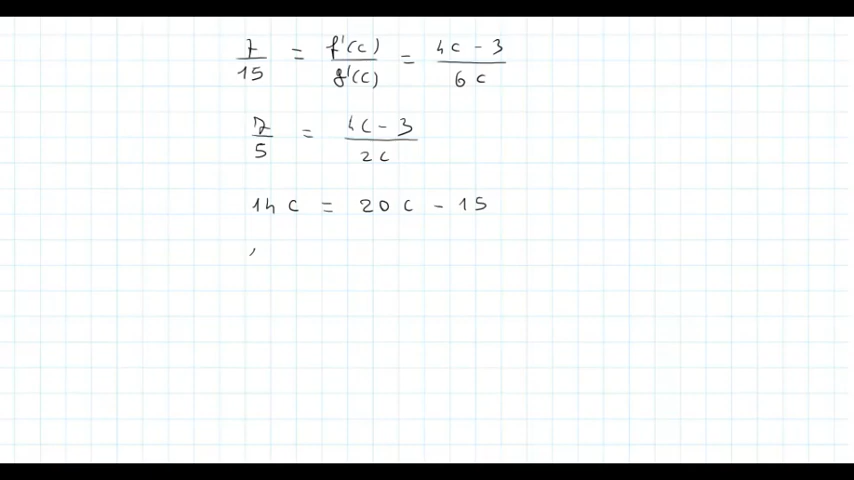 7/15 = f'(c)/g'(c) = 4c - 3/6c
7/5 = 4c - 3/2c
14c = 20c - 15